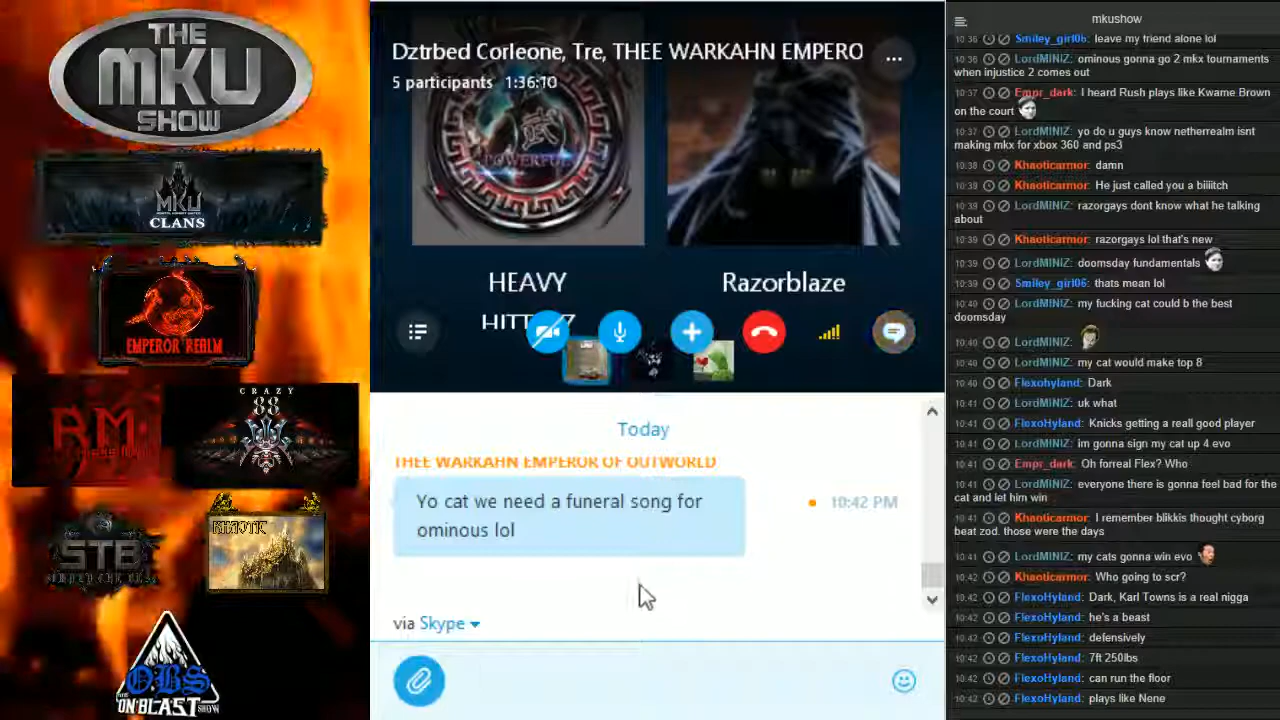 THE
MKU
SHOW
MKU
CLANS
EMPEROR REALM
RM
CRAZY
88
STB
KHAOTIC
O.B.S
ON BLAST SHOW
Dztrbed Corleone, Tre, THEE WARKAHN EMPERO
5 participants 1:36:10
POWERFUL
HEAVY
Razorblaze
Today
THEE WARKAHN EMPEROR OF OUTWORLD
Yo cat we need a funeral song for
ominous lol
10:42 PM
via Skype
mkushow
10:36 Smiley_girl06: leave my friend alone lol
10:36 LordMINIZ: ominous gonna go 2 mkx tournaments
when injustice 2 comes out
10:37 Empr_dark: I heard Rush plays like Kwame Brown
on the court
10:37 LordMINIZ: yo do u guys know netherrealm isnt
making mkx for xbox 360 and ps3
10:38 Khaoticarmor: damn
10:39 Khaoticarmor: He just called you a biiiitch
10:39 LordMINIZ: razorgays dont know what he talking
about
10:39 Khaoticarmor: razorgays lol that's new
10:39 LordMINIZ: doomsday fundamentals
10:39 Smiley_girl06: thats mean lol
10:40 LordMINIZ: my fucking cat could b the best
doomsday
10:40 LordMINIZ:
10:40 LordMINIZ: my cat would make top 8
10:40 FlexoHyland: Dark
10:41 LordMINIZ: uk what
10:41 FlexoHyland: Knicks getting a reall good player
10:41 LordMINIZ: im gonna sign my cat up 4 evo
10:41 Empr_dark: Oh forreal Flex? Who
10:41 LordMINIZ: everyone there is gonna feel bad for the
cat and let him win
10:41 Khaoticarmor: I remember blikkis thought cyborg
beat zod. those were the days
10:41 LordMINIZ: my cats gonna win evo
10:42 Khaoticarmor: Who going to scr?
10:42 FlexoHyland: Dark, Karl Towns is a real nigga
10:42 FlexoHyland: he's a beast
10:42 FlexoHyland: defensively
10:42 FlexoHyland: 7ft 250lbs
10:42 FlexoHyland: can run the floor
10:42 FlexoHyland: plays like Nene